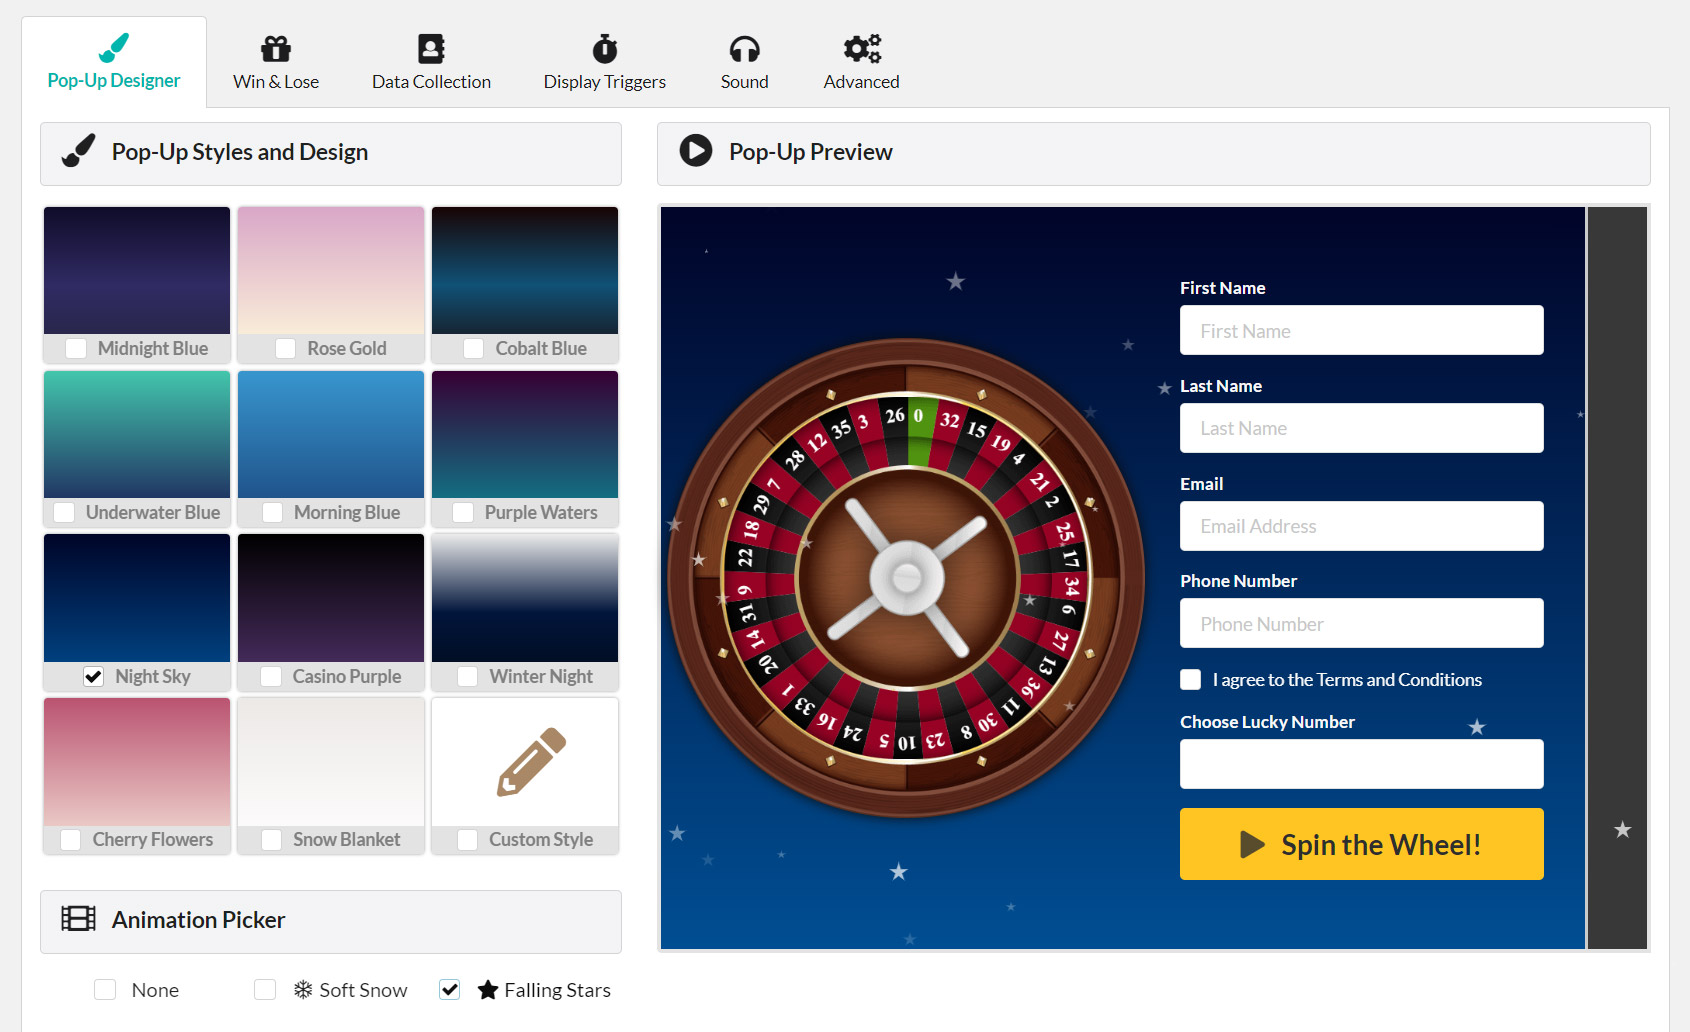 Pop-Up Designer
Win & Lose
Data Collection
Display Triggers
Sound
Advanced
Pop-Up Styles and Design
Midnight Blue
Rose Gold
Cobalt Blue
Underwater Blue
Morning Blue
Purple Waters
Night Sky
Casino Purple
Winter Night
Cherry Flowers
Snow Blanket
Custom Style
Animation Picker
None
Soft Snow
Falling Stars
Pop-Up Preview
0
32
15
19
4
21
2
25
17
34
6
27
13
36
11
30
8
23
10
5
24
16
33
1
20
14
31
9
22
18
29
7
28
12
35
3
26
First Name
First Name
Last Name
Last Name
Email
Email Address
Phone Number
Phone Number
I agree to the Terms and Conditions
Choose Lucky Number
Spin the Wheel!